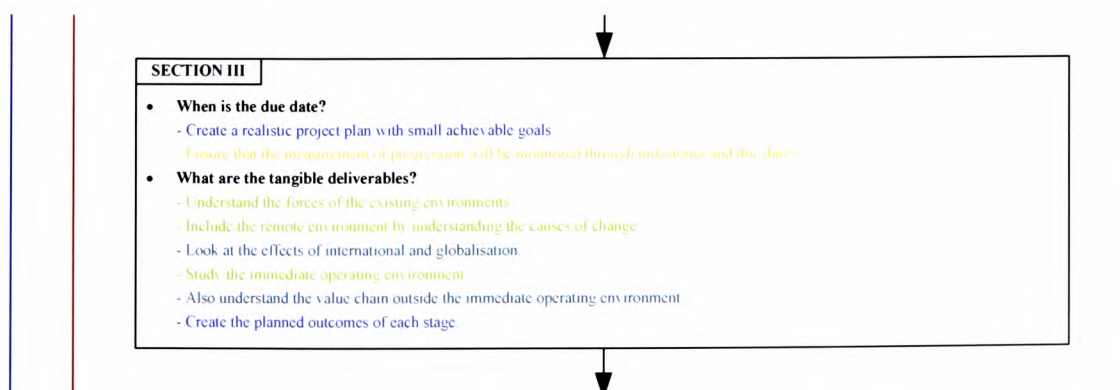 SECTION III
• When is the due date?
- Create a realistic project plan with small achievable goals
- Ensure that the measurement of progression will be monitored through milestones and due dates
• What are the tangible deliverables?
- Understand the forces of the existing environments
- Include the remote environment by understanding the causes of change
- Look at the effects of international and globalisation.
- Study the immediate operating environment
- Also understand the value chain outside the immediate operating environment
- Create the planned outcomes of each stage.